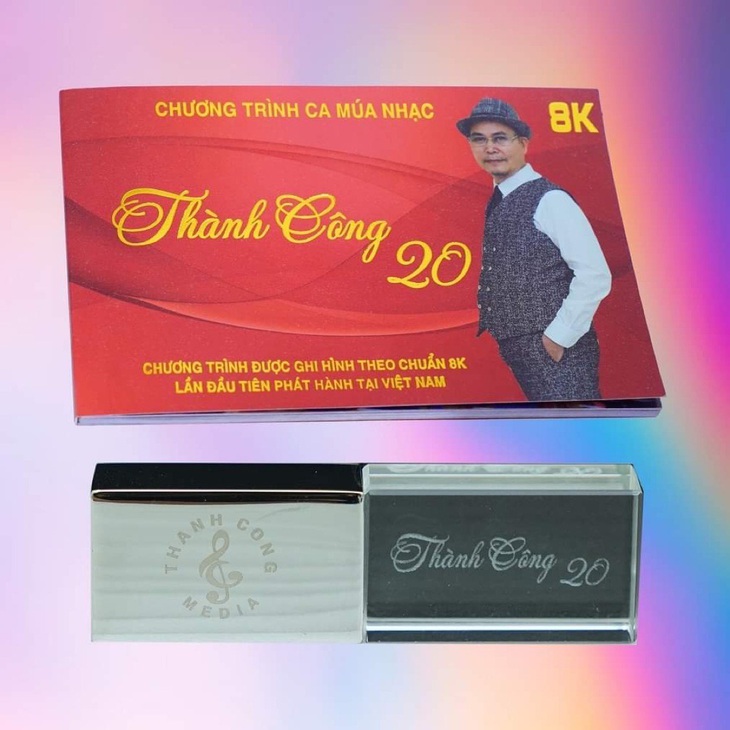 CHƯƠNG TRÌNH CA MÚA NHẠC
8K
Thành Công
20
CHƯƠNG TRÌNH ĐƯỢC GHI HÌNH THEO CHUẨN 8K
LẦN ĐẦU TIÊN PHÁT HÀNH TẠI VIỆT NAM
THANH CONG
MEDIA
Thành Công
20